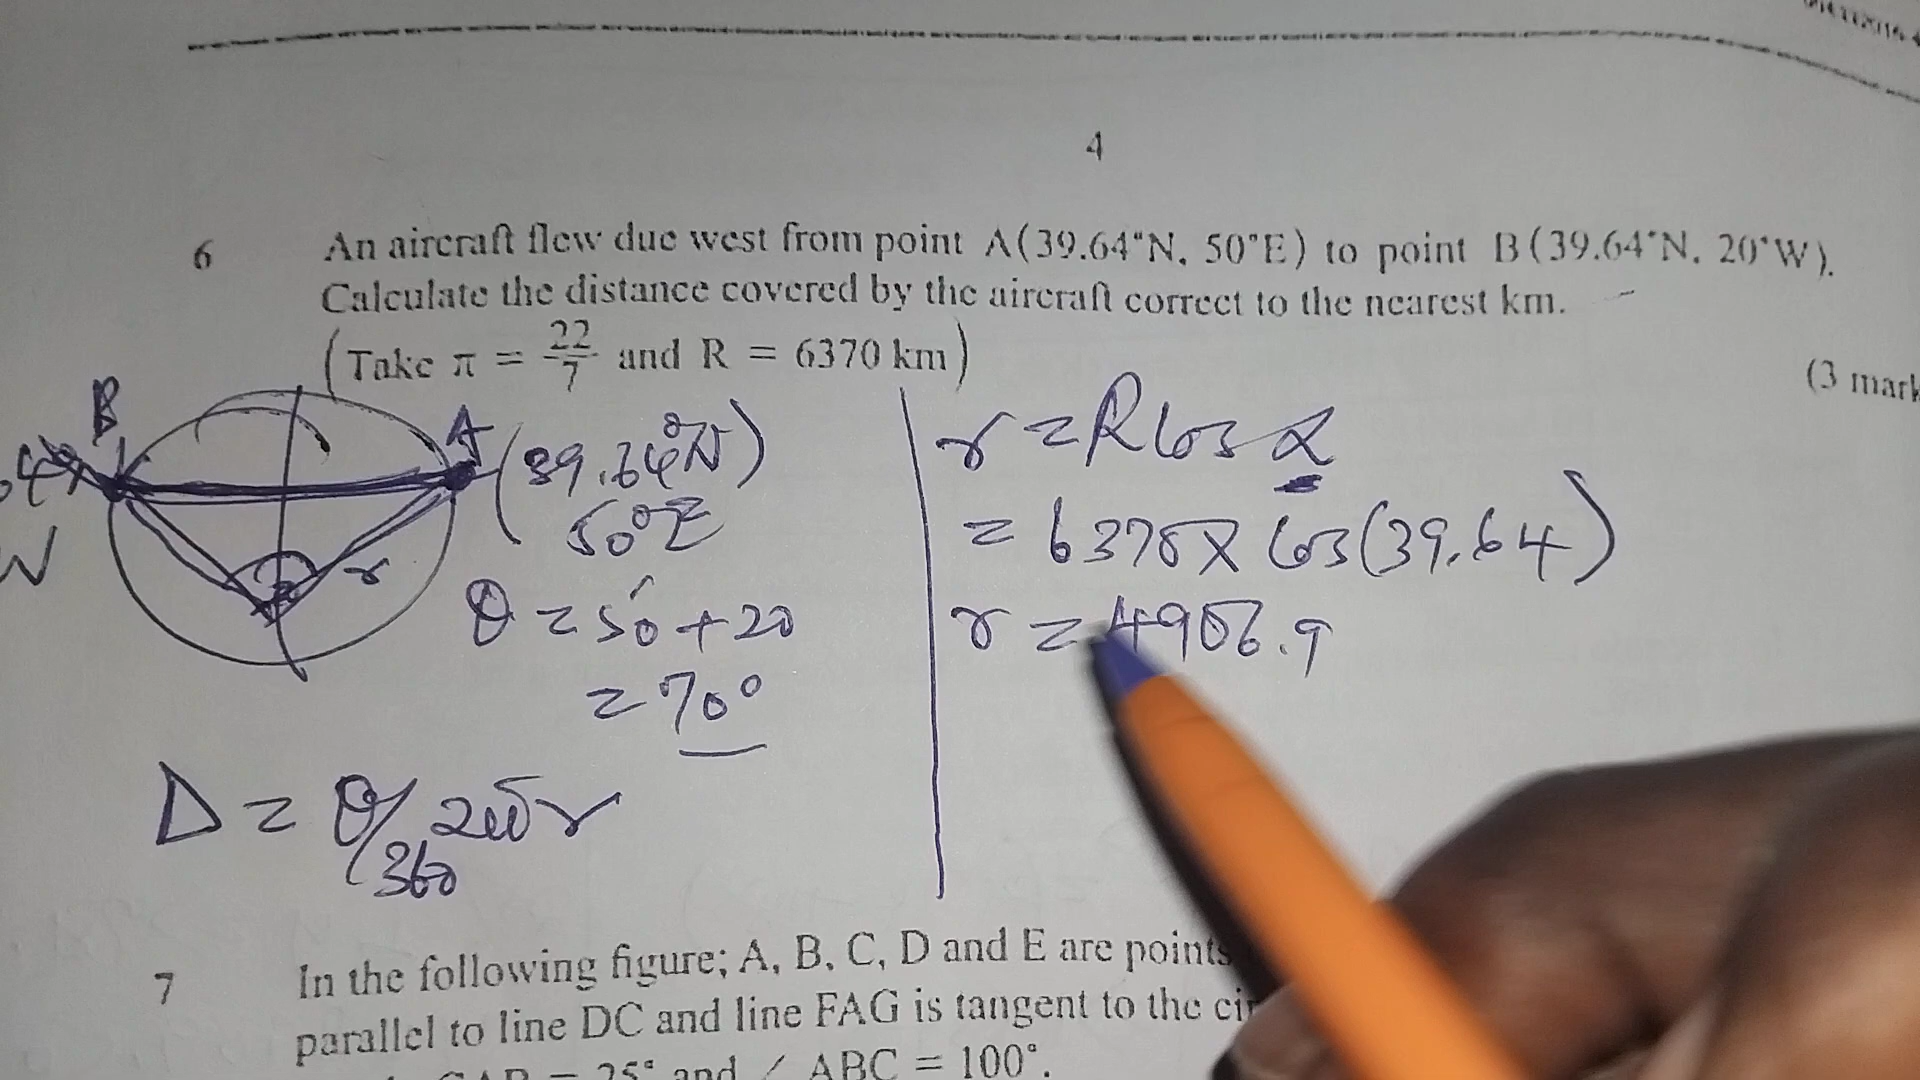 4
6 An aircraft flew due west from point A(39.64°N, 50°E) to point B(39.64°N, 20°W).
Calculate the distance covered by the aircraft correct to the nearest km.
(Take π = 22/7 and R = 6370 km)
(3 mark
B
A
(39.64°N)
50°E
W
r
θ = 50 + 20
= 70°
D = θ/360 2πr
r = R Cos α
= 6370 x Cos(39.64)
r = 4906.9
7 In the following figure; A, B, C, D and E are points
parallel to line DC and line FAG is tangent to the cir
= 25° and ∠ ABC = 100°.